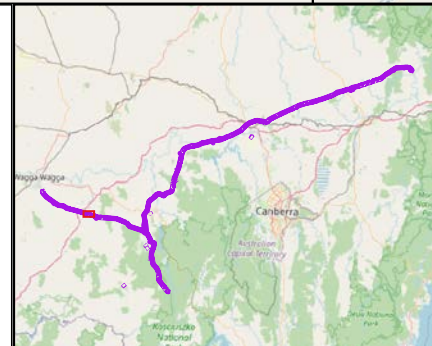 Wagga Wagga
Canberra
Australian
Capital Territory
Kosciuszko
National